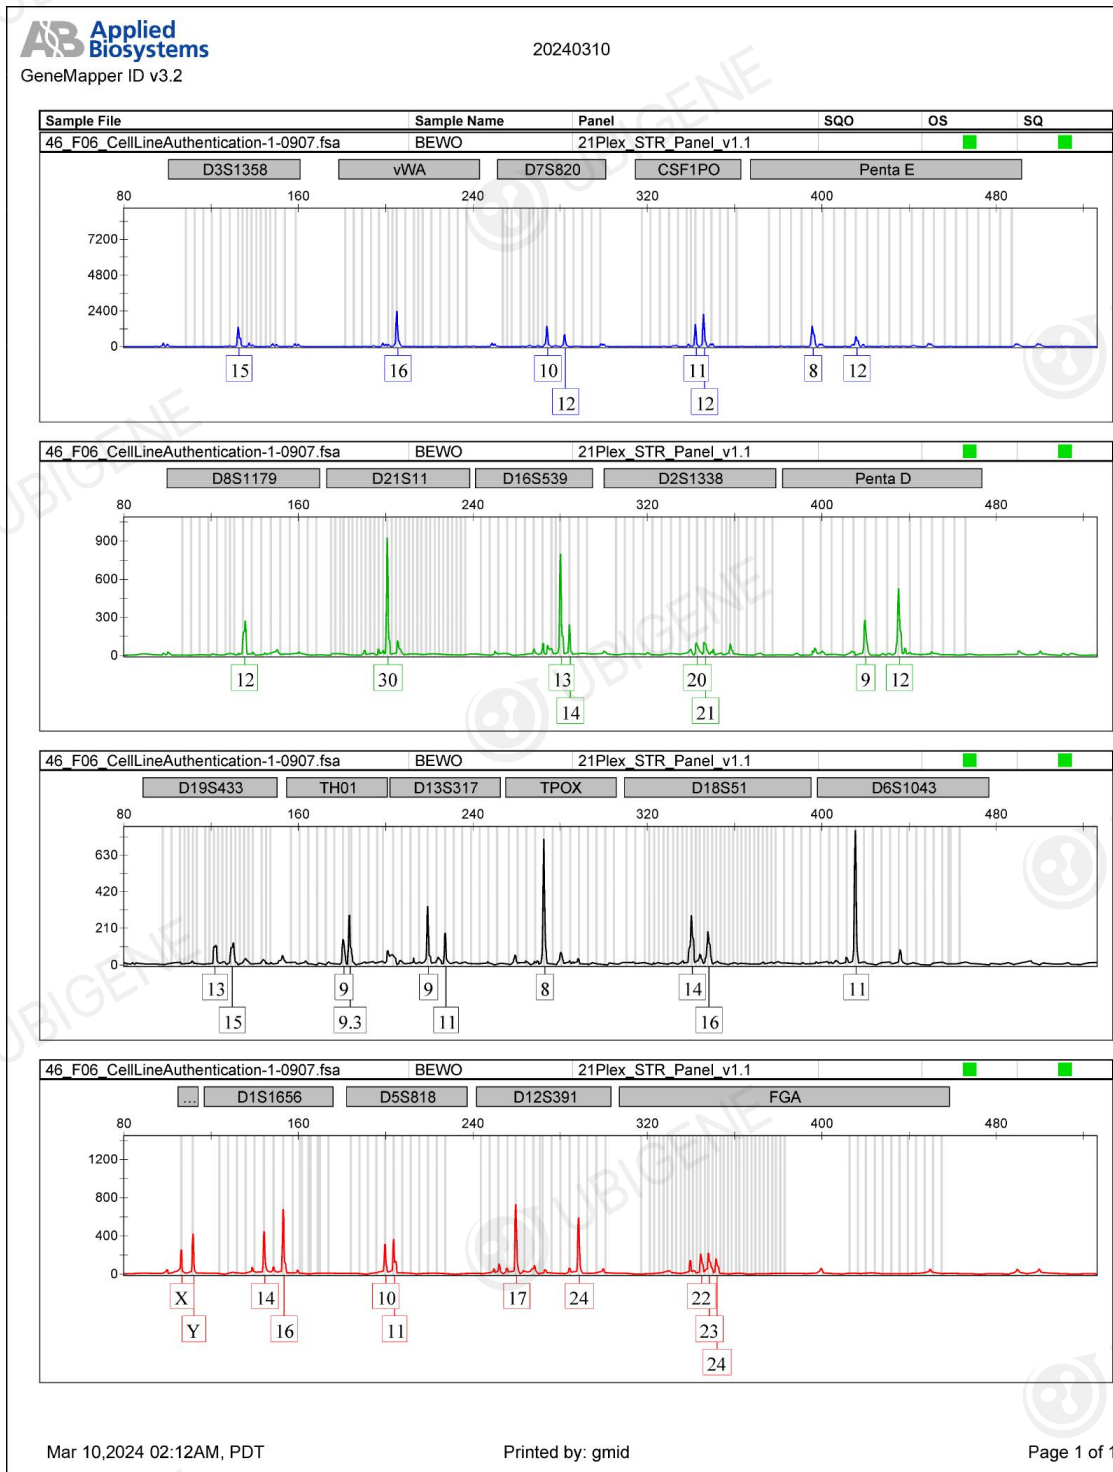 AB Applied
Biosystems
20240310
GeneMapper ID v3.2
Sample File Sample Name Panel SQO OS SQ
46_F06_CellLineAuthentication-1-0907.fsa BEWO 21Plex_STR_Panel_v1.1
D3S1358 vWA D7S820 CSF1PO Penta E
80 160 240 320 400 480
7200
4800
2400
0
15 16 10 11 8 12
12 12
46_F06_CellLineAuthentication-1-0907.fsa BEWO 21Plex_STR_Panel_v1.1
D8S1179 D21S11 D16S539 D2S1338 Penta D
80 160 240 320 400 480
900
600
300
0
12 30 13 20 9 12
14 21
46_F06_CellLineAuthentication-1-0907.fsa BEWO 21Plex_STR_Panel_v1.1
D19S433 TH01 D13S317 TPOX D18S51 D6S1043
80 160 240 320 400 480
630
420
210
0
13 9 9 8 14 11
15 9.3 11 16
46_F06_CellLineAuthentication-1-0907.fsa BEWO 21Plex_STR_Panel_v1.1
... D1S1656 D5S818 D12S391 FGA
80 160 240 320 400 480
1200
800
400
0
X 14 10 17 24 22
Y 16 11 23
24
Mar 10,2024 02:12AM, PDT Printed by: gmid Page 1 of 1
UBIGENE
UBIGENE
UBIGENE
UBIGENE
UBIGENE